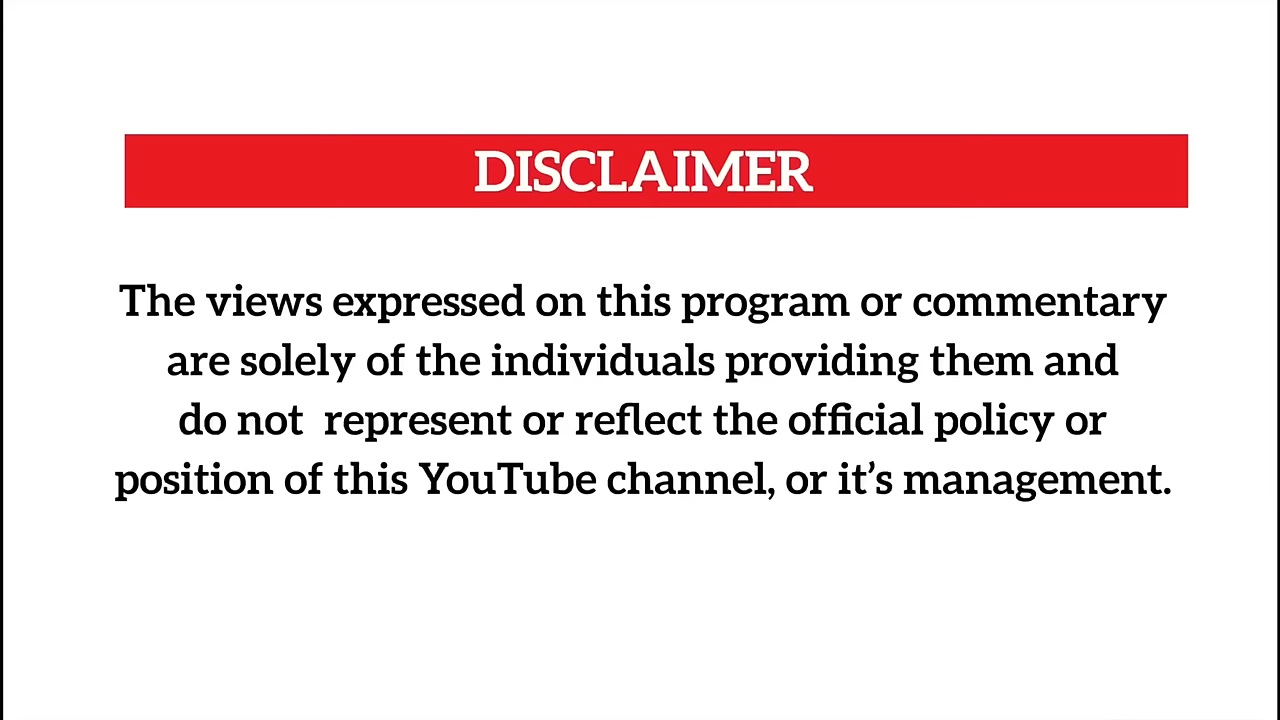 DISCLAIMER
The views expressed on this program or commentary
are solely of the individuals providing them and
do not  represent or reflect the official policy or
position of this YouTube channel, or it’s management.